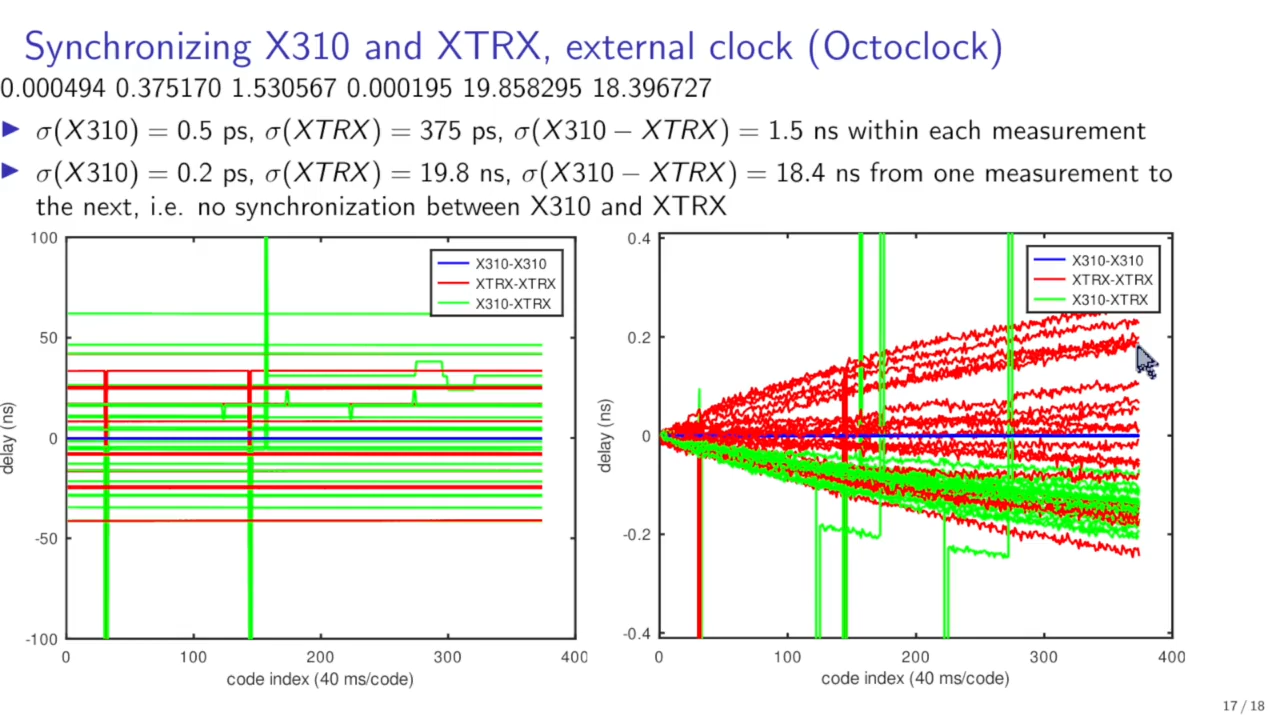 Synchronizing X310 and XTRX, external clock (Octoclock)
0.000494 0.375170 1.530567 0.000195 19.858295 18.396727
▶ σ(X310) = 0.5 ps, σ(XTRX) = 375 ps, σ(X310 − XTRX) = 1.5 ns within each measurement
▶ σ(X310) = 0.2 ps, σ(XTRX) = 19.8 ns, σ(X310 − XTRX) = 18.4 ns from one measurement to
the next, i.e. no synchronization between X310 and XTRX
100
50
0
-50
-100
delay (ns)
X310-X310
XTRX-XTRX
X310-XTRX
0 100 200 300 400
code index (40 ms/code)
0.4
0.2
0
-0.2
-0.4
delay (ns)
X310-X310
XTRX-XTRX
X310-XTRX
0 100 200 300 400
code index (40 ms/code)
17 / 18